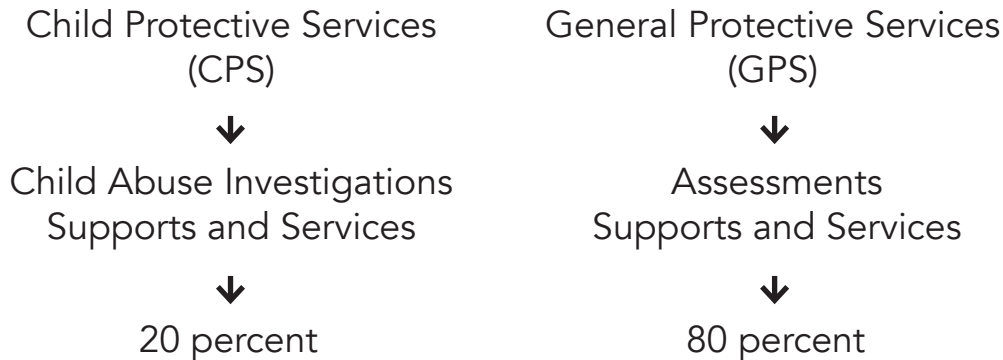 Child Protective Services
(CPS)
Child Abuse Investigations
Supports and Services
20 percent
General Protective Services
(GPS)
Assessments
Supports and Services
80 percent